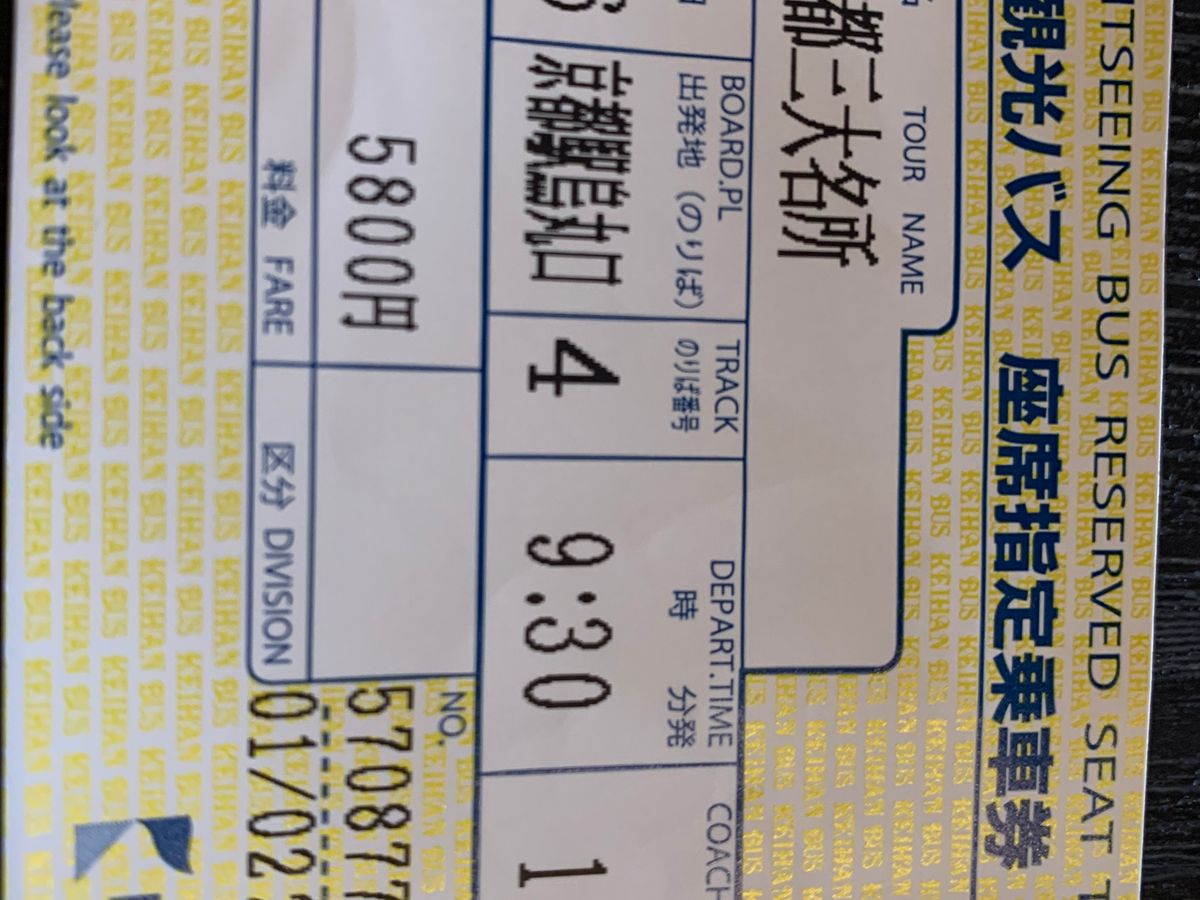 ITSEEING BUS RESERVED SEAT T
観光バス 座席指定乗車券
TOUR NAME
都三大名所
BOARD.PL TRACK DEPART.TIME COACH
出発地(のりば) のりば番号 時 分発
京都駅烏丸口 4 9:30 1
NO.
5800円 570877
料金 FARE 区分 DIVISION 01/02
lease look at the back side
KEIHAN BUS